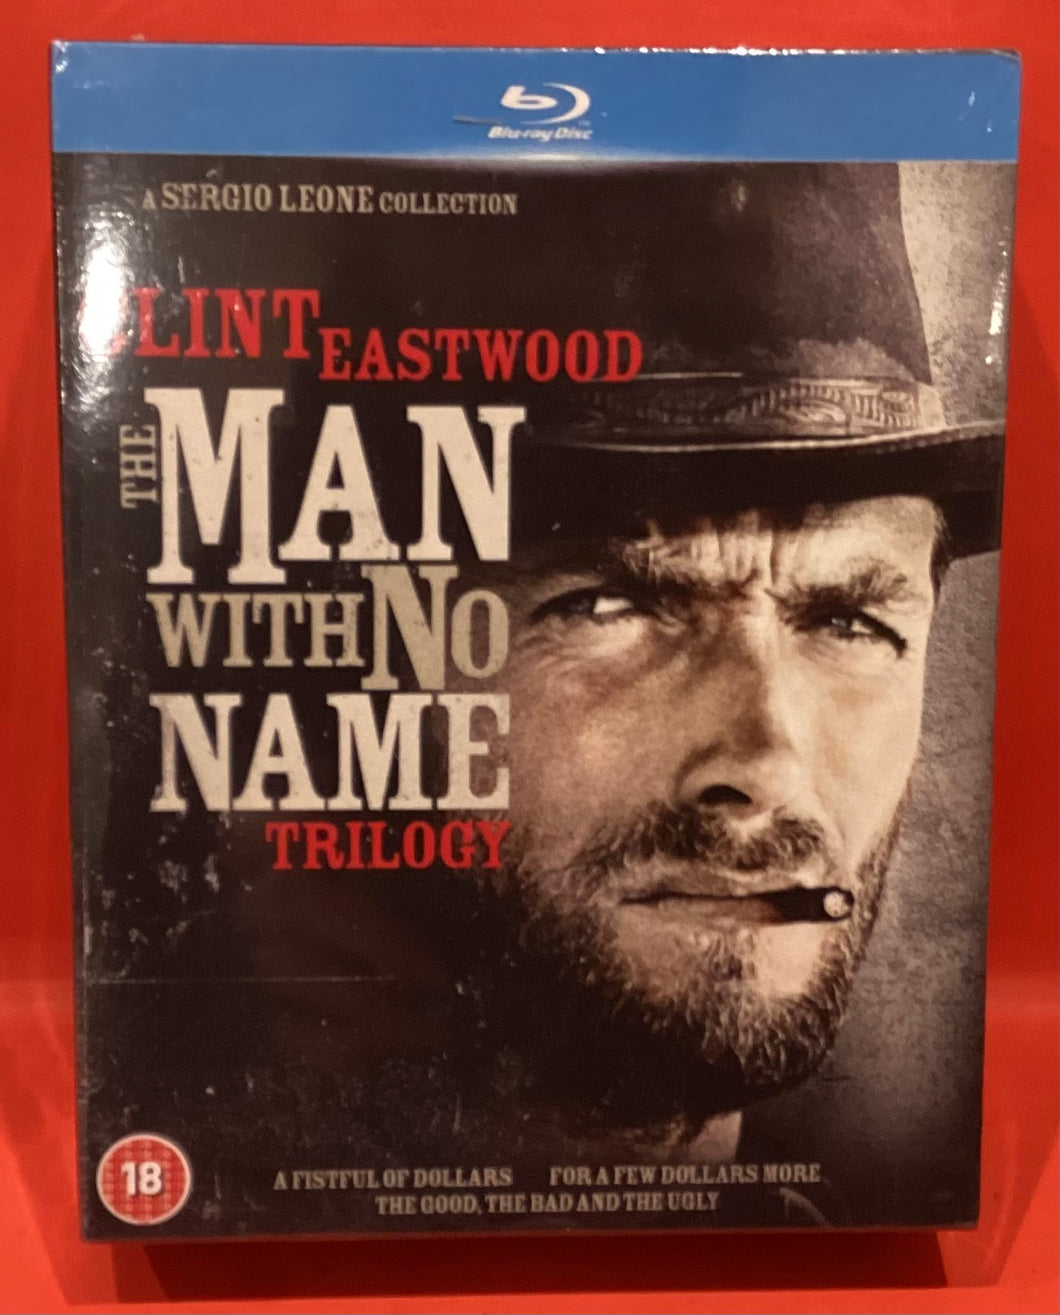 Blu-ray Disc
A SERGIO LEONE COLLECTION
CLINT EASTWOOD
THE MAN
WITH NO
NAME
TRILOGY
A FISTFUL OF DOLLARS FOR A FEW DOLLARS MORE
THE GOOD, THE BAD AND THE UGLY
18